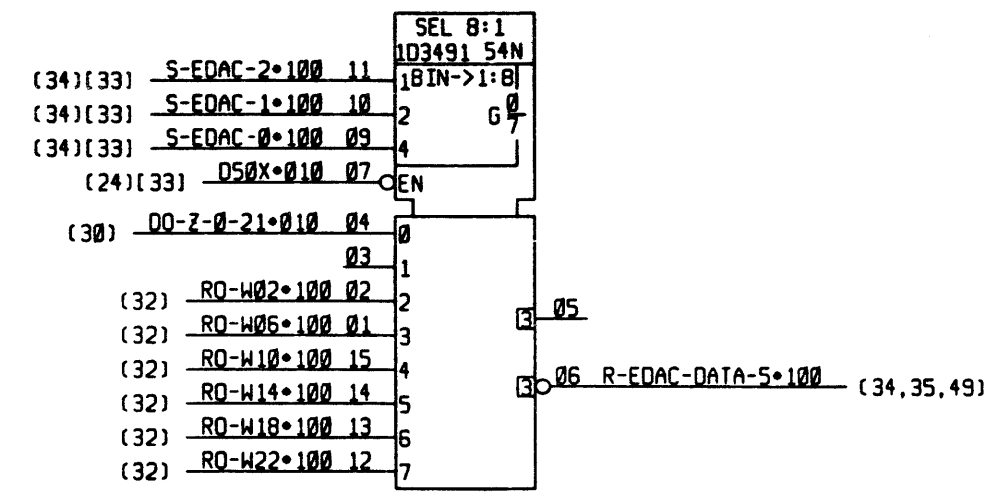 SEL 8:1
1D3491 54N
(34)[33] S-EDAC-2•100 11 1 BIN->1:8
(34)[33] S-EDAC-1•100 10 2 G 0/7
(34)[33] S-EDAC-0•100 09 4
(24)[33] D50X•010 07 EN
(30) DO-Z-0-21•010 04 0
03 1
(32) RO-W02•100 02 2
3 05
(32) RO-W06•100 01 3
(32) RO-W10•100 15 4
3 06 R-EDAC-DATA-5•100 (34,35,49)
(32) RO-W14•100 14 5
(32) RO-W18•100 13 6
(32) RO-W22•100 12 7